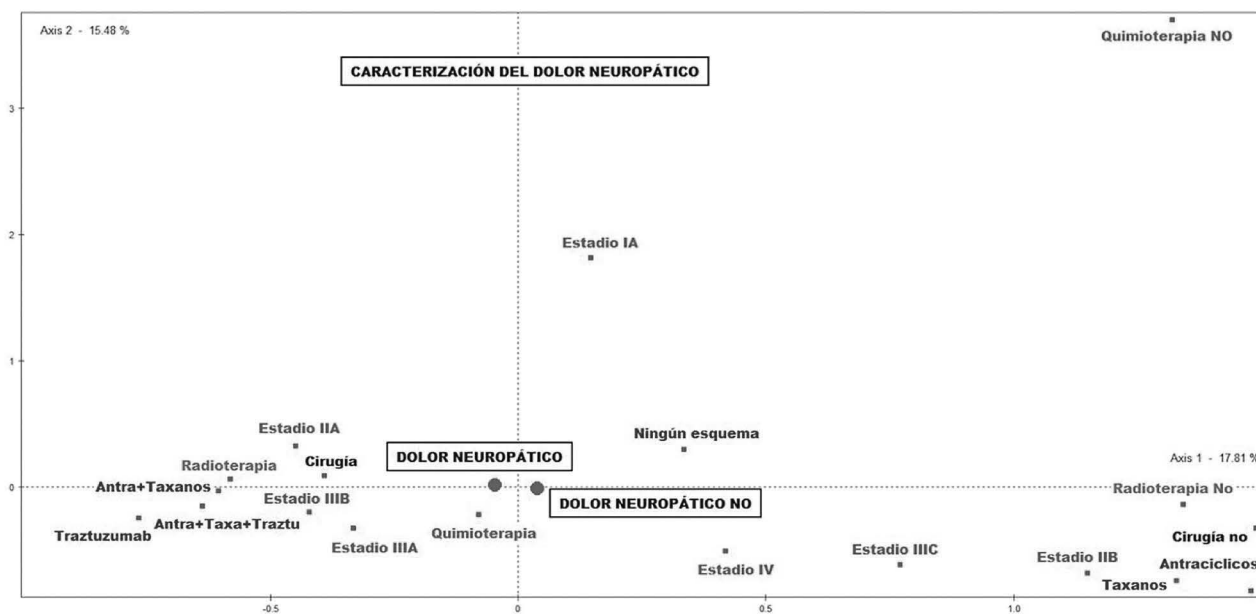 Axis 2 - 15.48 %
Quimioterapia NO
CARACTERIZACIÓN DEL DOLOR NEUROPÁTICO
3
Estadio IA
2
1
Estadio IIA
Ningún esquema
Cirugía
DOLOR NEUROPÁTICO
Axis 1 - 17.81 %
Radioterapia
Antra+Taxanos
0
Radioterapia No
Estadio IIIB
DOLOR NEUROPÁTICO NO
Antra+Taxa+Traztu
Traztuzumab
Quimioterapia
Cirugía no
Estadio IIIA
Estadio IIIC
Estadio IIB
Antraciclicos
Estadio IV
Taxanos
-0.5
0
0.5
1.0